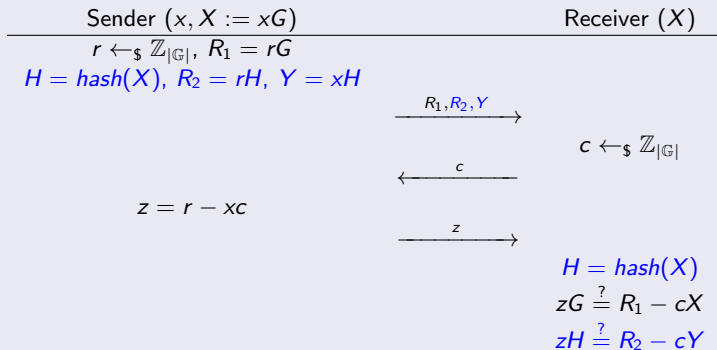 Sender (x, X := xG) Receiver (X)
r ←$ ℤ|𝔾|, R₁ = rG
H = hash(X), R₂ = rH, Y = xH
R₁,R₂,Y
c ←$ ℤ|𝔾|
c
z = r − xc
z
H = hash(X)
zG ≟ R₁ − cX
zH ≟ R₂ − cY